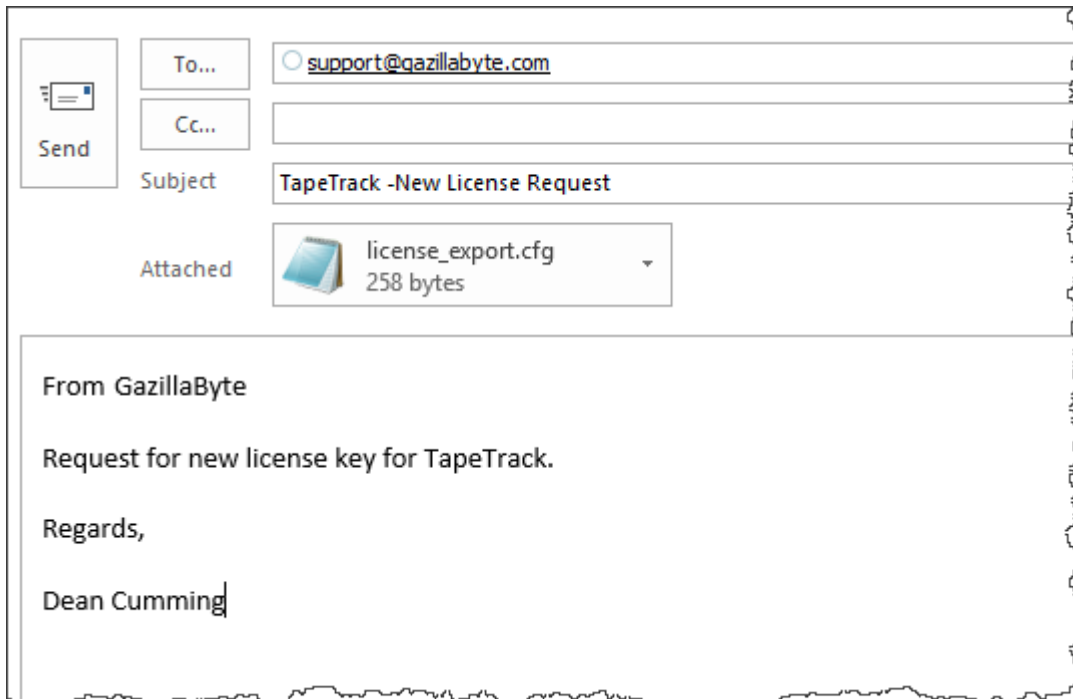 To...
support@gazillabyte.com
Cc...
Send
Subject
TapeTrack -New License Request
Attached
license_export.cfg
258 bytes
From GazillaByte
Request for new license key for TapeTrack.
Regards,
Dean Cumming